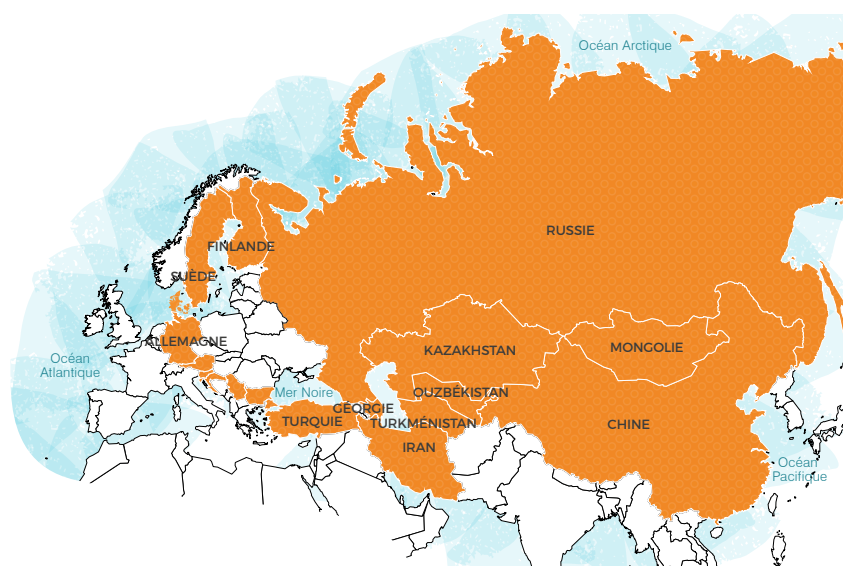 Océan Arctique
RUSSIE
FINLANDE
SUÈDE
ALLEMAGNE
KAZAKHSTAN
MONGOLIE
Océan
Atlantique
Mer Noire
OUZBÉKISTAN
GÉORGIE
TURQUIE
TURKMÉNISTAN
CHINE
IRAN
Océan
Pacifique